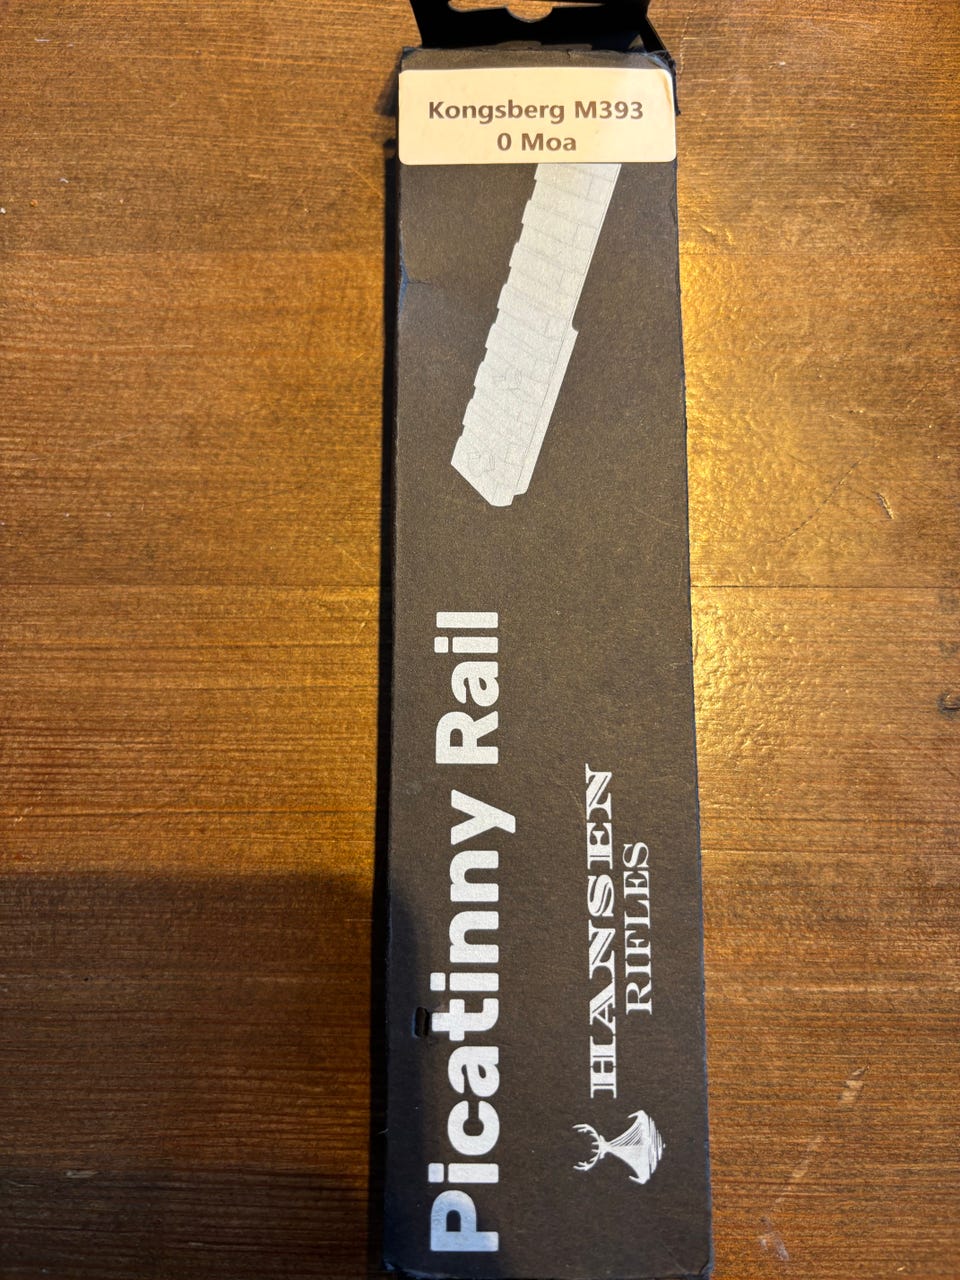 Kongsberg M393
0 Moa
Picatinny Rail
HANSEN
RIFLES